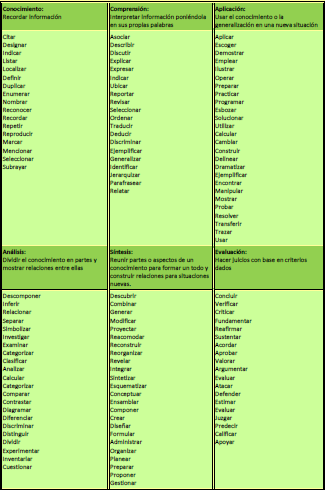 Conocimiento:
Recordar información
Citar
Designar
Indicar
Listar
Localizar
Definir
Duplicar
Enumerar
Nombrar
Reconocer
Recordar
Repetir
Reproducir
Marcar
Mencionar
Seleccionar
Subrayar
Comprensión:
Interpretar información poniéndola
en sus propias palabras
Asociar
Describir
Discutir
Explicar
Expresar
Indicar
Ubicar
Reportar
Revisar
Seleccionar
Ordenar
Traducir
Deducir
Discriminar
Ejemplificar
Generalizar
Identificar
Jerarquizar
Parafrasear
Relatar
Aplicación:
Usar el conocimiento o la
generalización en una nueva situación
Aplicar
Escoger
Demostrar
Emplear
Ilustrar
Operar
Preparar
Practicar
Programar
Esbozar
Solucionar
Utilizar
Calcular
Cambiar
Construir
Delinear
Dramatizar
Ejemplificar
Encontrar
Manipular
Mostrar
Probar
Resolver
Transferir
Trazar
Usar
Análisis:
Dividir el conocimiento en partes y
mostrar relaciones entre ellas
Descomponer
Inferir
Relacionar
Separar
Simbolizar
Investigar
Examinar
Categorizar
Clasificar
Analizar
Calcular
Categorizar
Comparar
Contrastar
Diagramar
Diferenciar
Discriminar
Distinguir
Dividir
Experimentar
Inventariar
Cuestionar
Síntesis:
Reunir partes o aspectos de un
conocimiento para formar un todo y
construir relaciones para situaciones
nuevas.
Descubrir
Combinar
Generar
Modificar
Proyectar
Reacomodar
Reconstruir
Reorganizar
Revelar
Integrar
Sintetizar
Esquematizar
Conceptuar
Ensamblar
Componer
Crear
Diseñar
Formular
Administrar
Organizar
Planear
Preparar
Proponer
Gestionar
Evaluación:
Hacer juicios con base en criterios
dados
Concluir
Verificar
Criticar
Fundamentar
Reafirmar
Sustentar
Acordar
Aprobar
Valorar
Argumentar
Evaluar
Atacar
Defender
Estimar
Evaluar
Juzgar
Predecir
Calificar
Apoyar